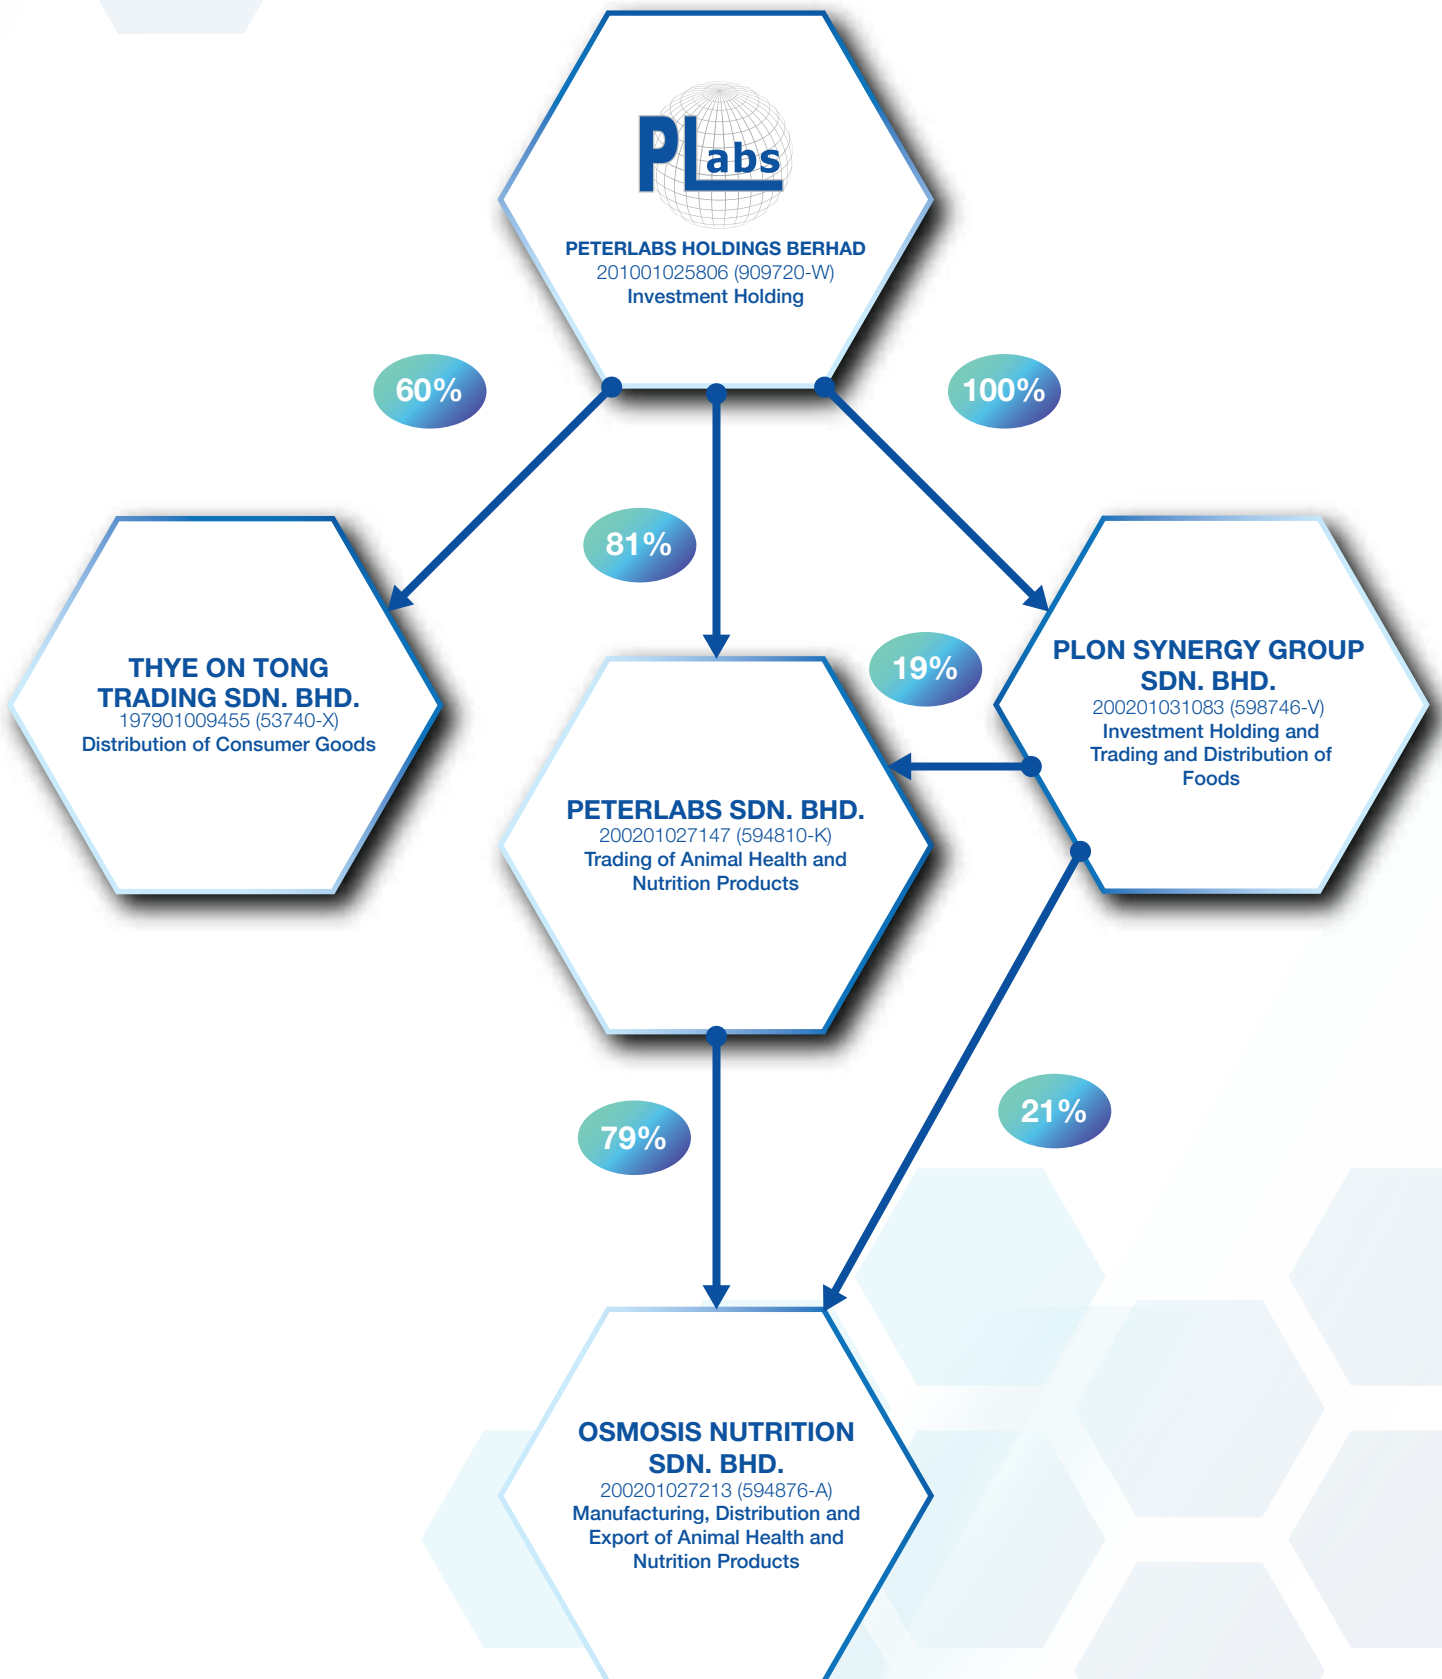 PLabs
PETERLABS HOLDINGS BERHAD
201001025806 (909720-W)
Investment Holding
60%
100%
81%
THYE ON TONG
TRADING SDN. BHD.
197901009455 (53740-X)
Distribution of Consumer Goods
19%
PLON SYNERGY GROUP
SDN. BHD.
200201031083 (598746-V)
Investment Holding and
Trading and Distribution of
Foods
PETERLABS SDN. BHD.
200201027147 (594810-K)
Trading of Animal Health and
Nutrition Products
79%
21%
OSMOSIS NUTRITION
SDN. BHD.
200201027213 (594876-A)
Manufacturing, Distribution and
Export of Animal Health and
Nutrition Products